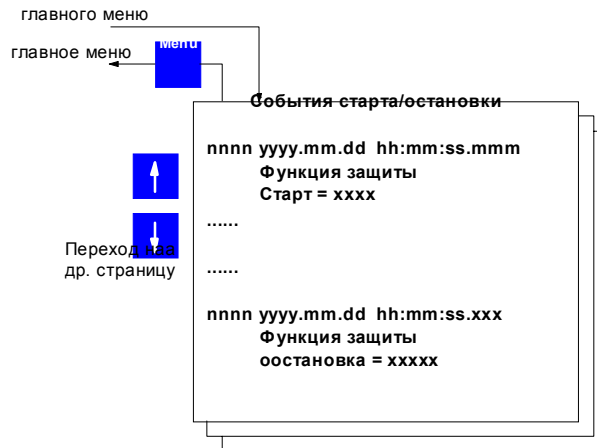 главного меню
главное меню
Menu
События старта/остановки
nnnn yyyy.mm.dd hh:mm:ss.mmm
Функция защиты
Старт = xxxx
......
Переход наа
др. страницу
......
nnnn yyyy.mm.dd hh:mm:ss.xxx
Функция защиты
оостановка = xxxxx